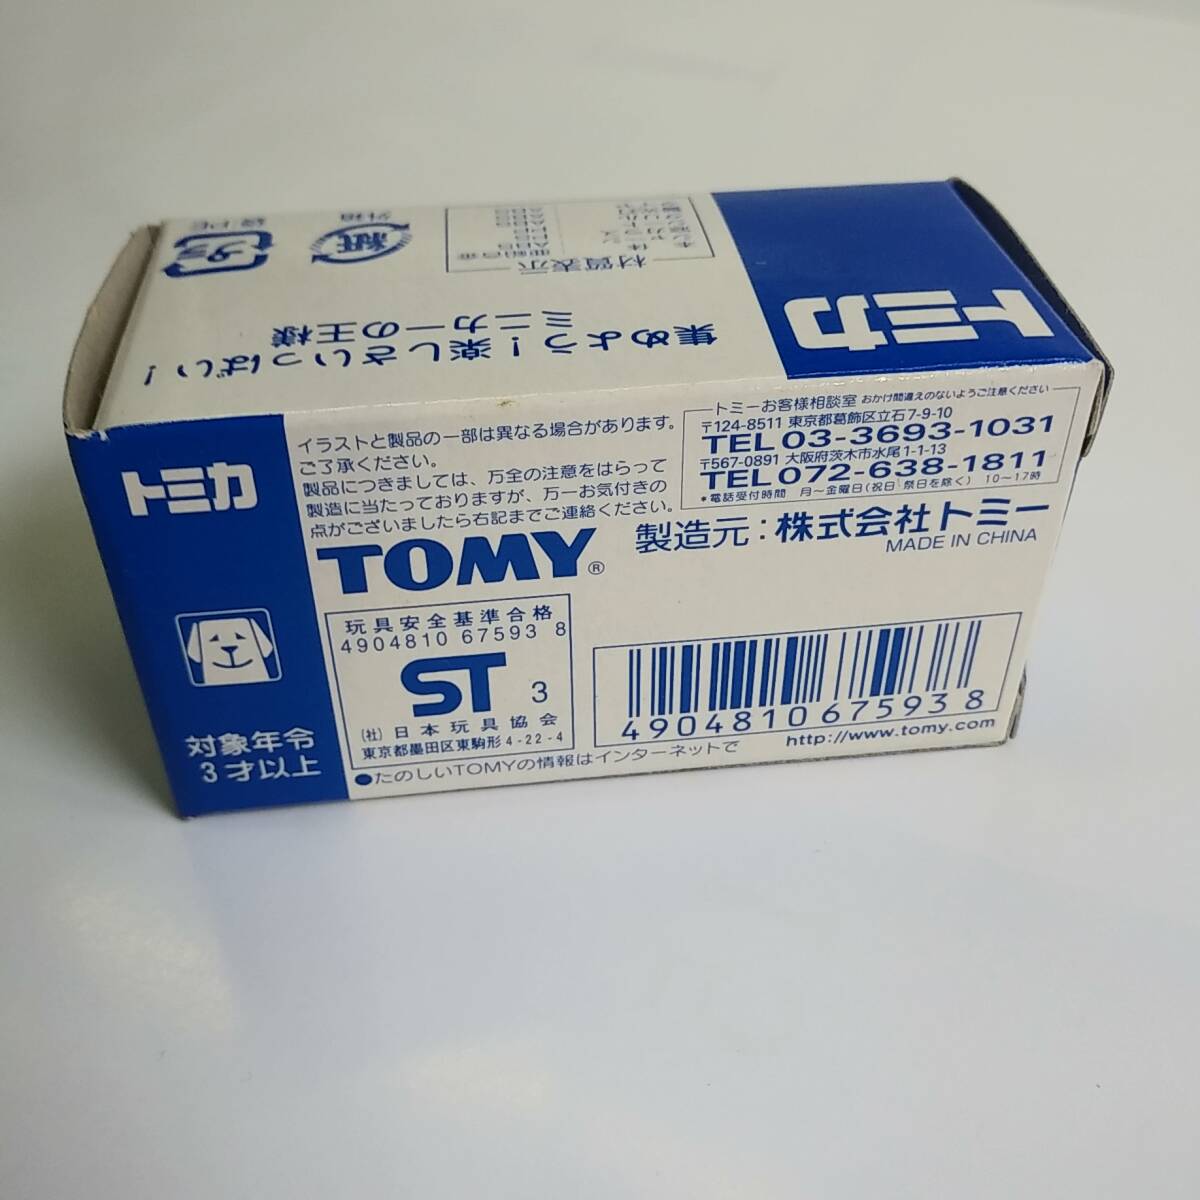 トミカ
集めよう!楽しさいっぱい!
ミニカーの王様
材質表示
外箱
紙
プラ
袋:PE
トミカ
対象年令
3才以上
イラストと製品の一部は異なる場合があります。
ご了承ください。
製品につきましては、万全の注意をはらって
製造に当たっておりますが、万一お気付きの
点がございましたら右記までご連絡ください。
トミーお客様相談室 おかけ間違えのないようご注意ください
〒124-8511 東京都葛飾区立石7-9-10
TEL 03-3693-1031
〒567-0891 大阪府茨木市水尾1-1-13
TEL 072-638-1811
*電話受付時間 月〜金曜日(祝日/祭日を除く) 10〜17時
TOMY®
製造元:株式会社トミー
MADE IN CHINA
玩具安全基準合格
4904810 67593 8
ST 3
(社)日本玩具協会
東京都墨田区東駒形4-22-4
4904810675938
●たのしいTOMYの情報はインターネットで http://www.tomy.com